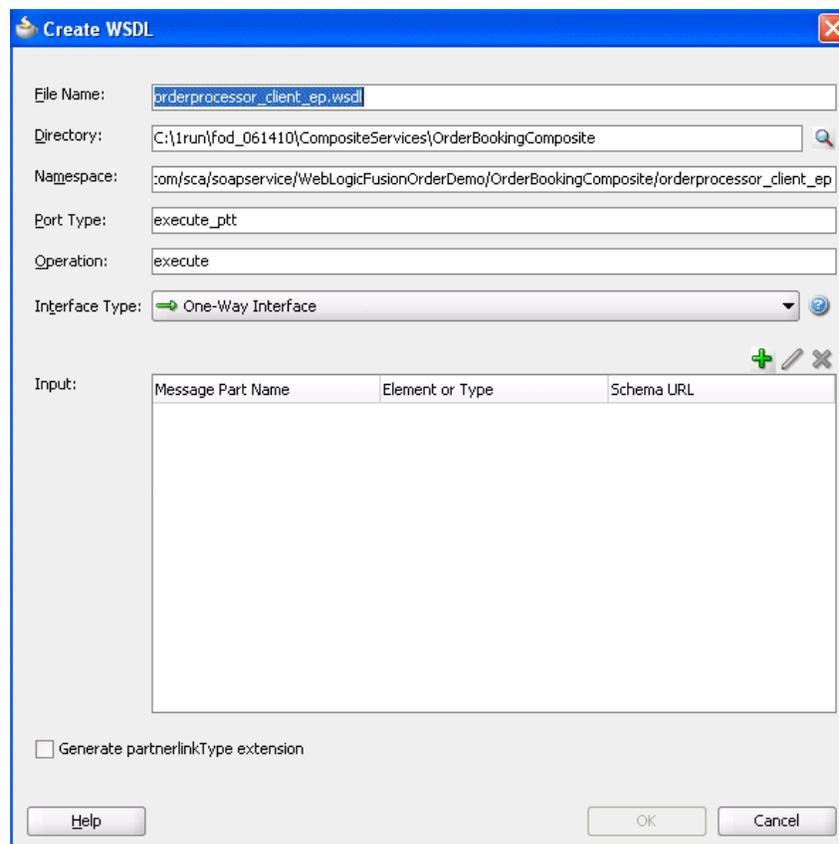 Create WSDL
File Name: orderprocessor_client_ep.wsdl
Directory: C:\1run\fod_061410\CompositeServices\OrderBookingComposite
Namespace: :om/sca/soapservice/WebLogicFusionOrderDemo/OrderBookingComposite/orderprocessor_client_ep
Port Type: execute_ptt
Operation: execute
Interface Type: One-Way Interface
Input: Message Part Name Element or Type Schema URL
Generate partnerlinkType extension
Help OK Cancel